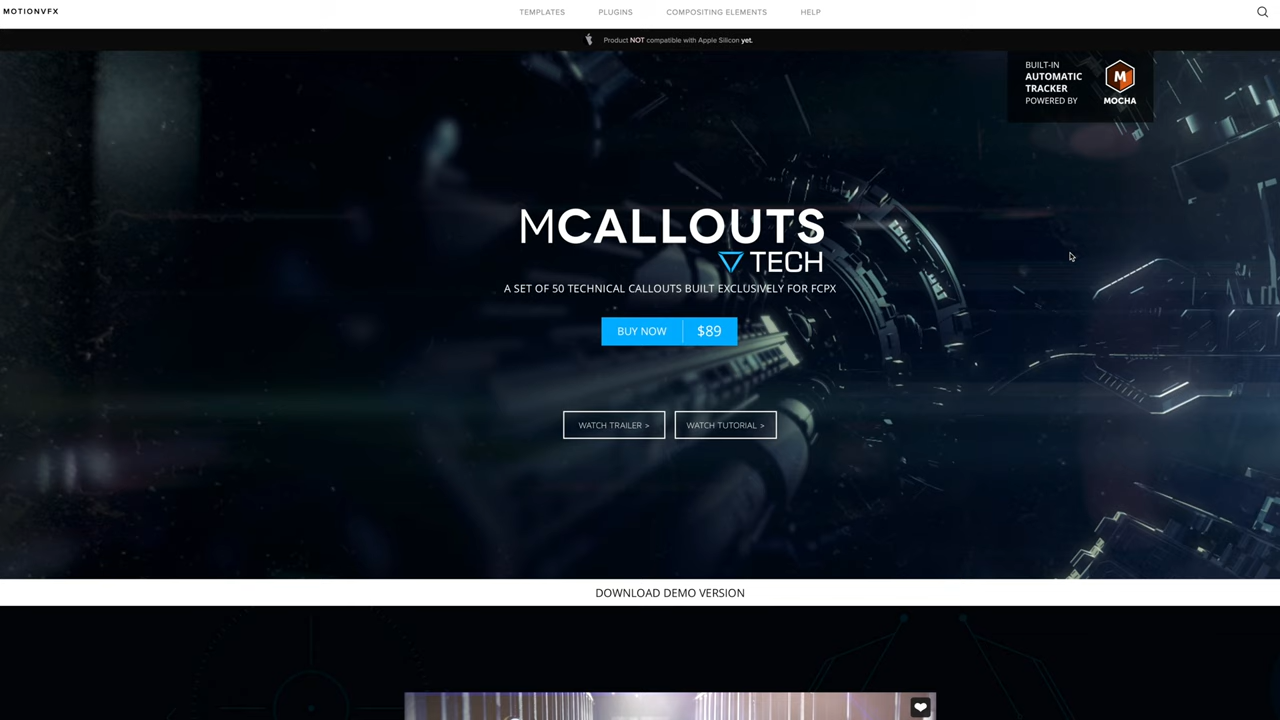 MOTIONVFX
TEMPLATES PLUGINS COMPOSITING ELEMENTS HELP
Product NOT compatible with Apple Silicon yet.
BUILT-IN
AUTOMATIC
TRACKER
POWERED BY
M
MOCHA
MCALLOUTS
TECH
A SET OF 50 TECHNICAL CALLOUTS BUILT EXCLUSIVELY FOR FCPX
BUY NOW $89
WATCH TRAILER > WATCH TUTORIAL >
DOWNLOAD DEMO VERSION